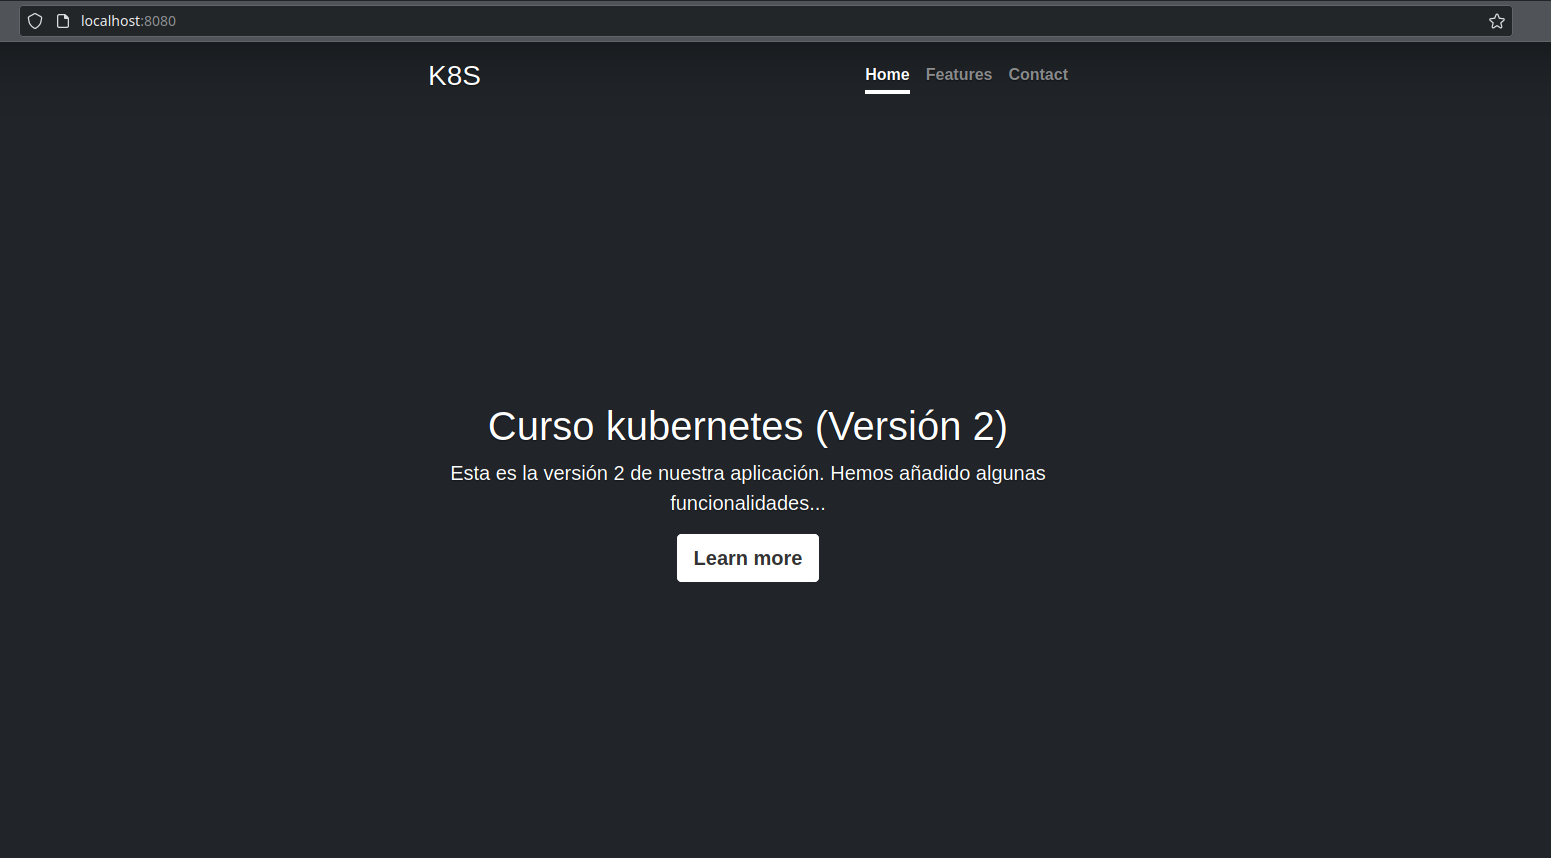 localhost:8080
K8S
Home Features Contact
Curso kubernetes (Versión 2)
Esta es la versión 2 de nuestra aplicación. Hemos añadido algunas
funcionalidades...
Learn more